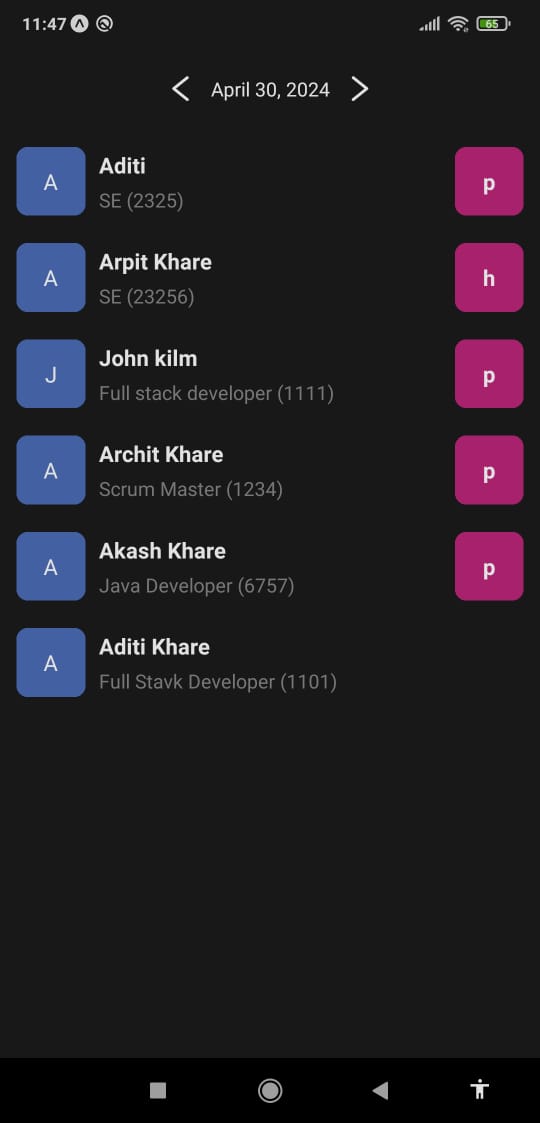 11:47
65
April 30, 2024
A
Aditi
SE (2325)
p
A
Arpit Khare
SE (23256)
h
J
John kilm
Full stack developer (1111)
p
A
Archit Khare
Scrum Master (1234)
p
A
Akash Khare
Java Developer (6757)
p
A
Aditi Khare
Full Stavk Developer (1101)